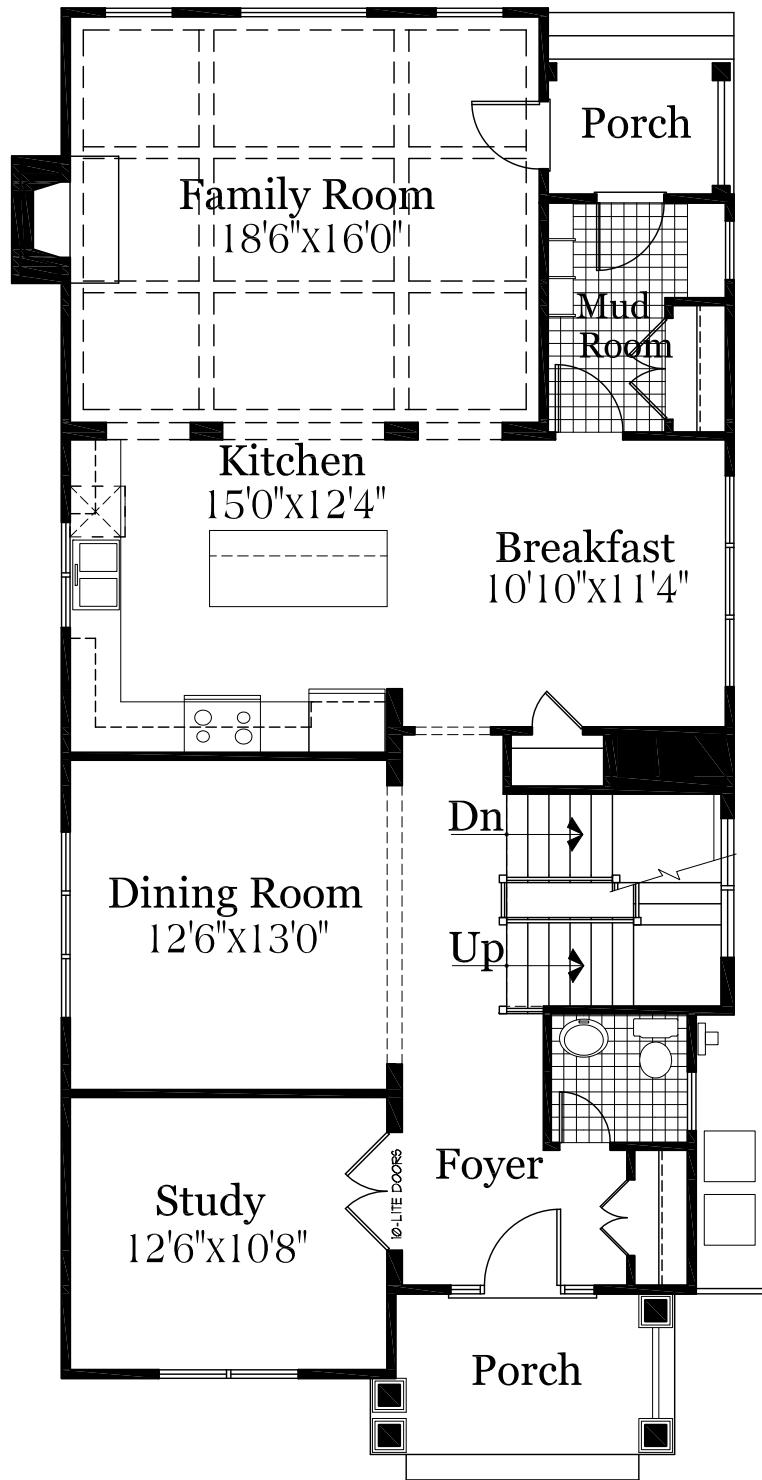 Porch
Family Room
18'6"X16'0"
Mud
Room
Kitchen
15'0"X12'4"
Breakfast
10'10"X11'4"
Dn
Dining Room
12'6"X13'0"
Up
Foyer
10-LITE DOORS
Study
12'6"X10'8"
Porch